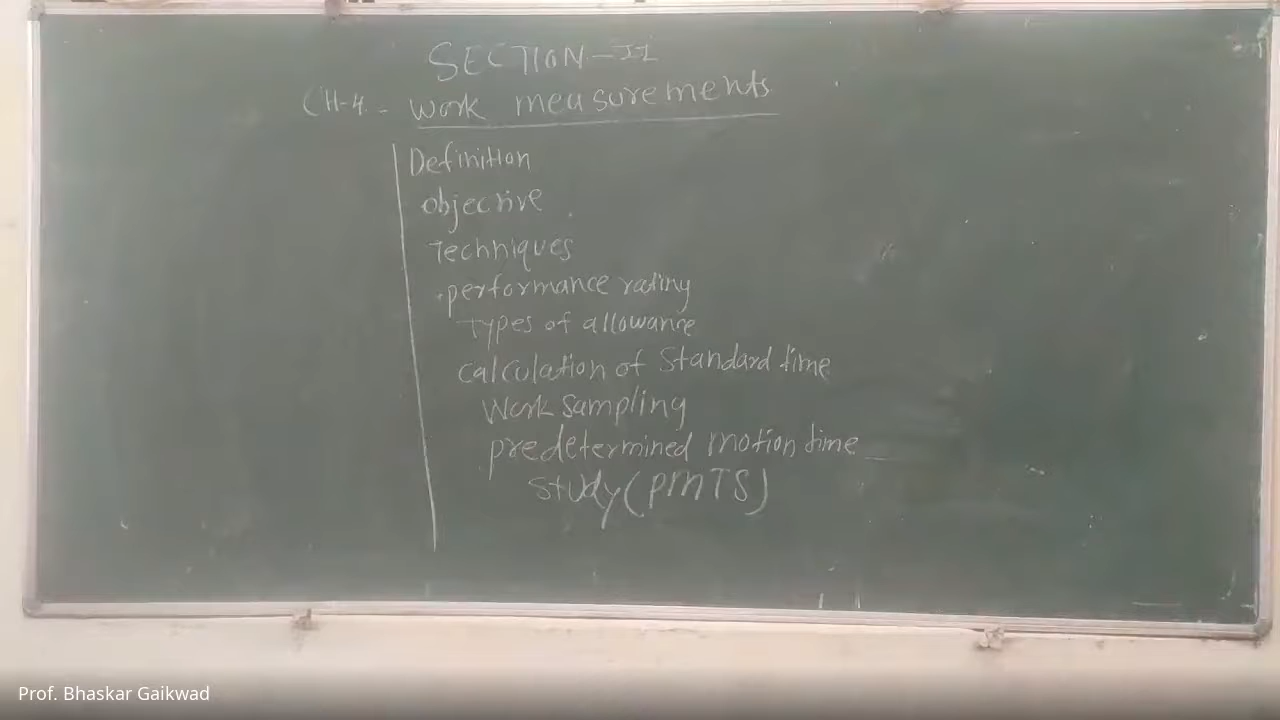 SECTION-II
CH-4 - Work measurements
Definition
objective
Techniques
performance rating
Types of allowance
calculation of Standard time
Work Sampling
predetermined motion time
study (PMTS)
Prof. Bhaskar Gaikwad